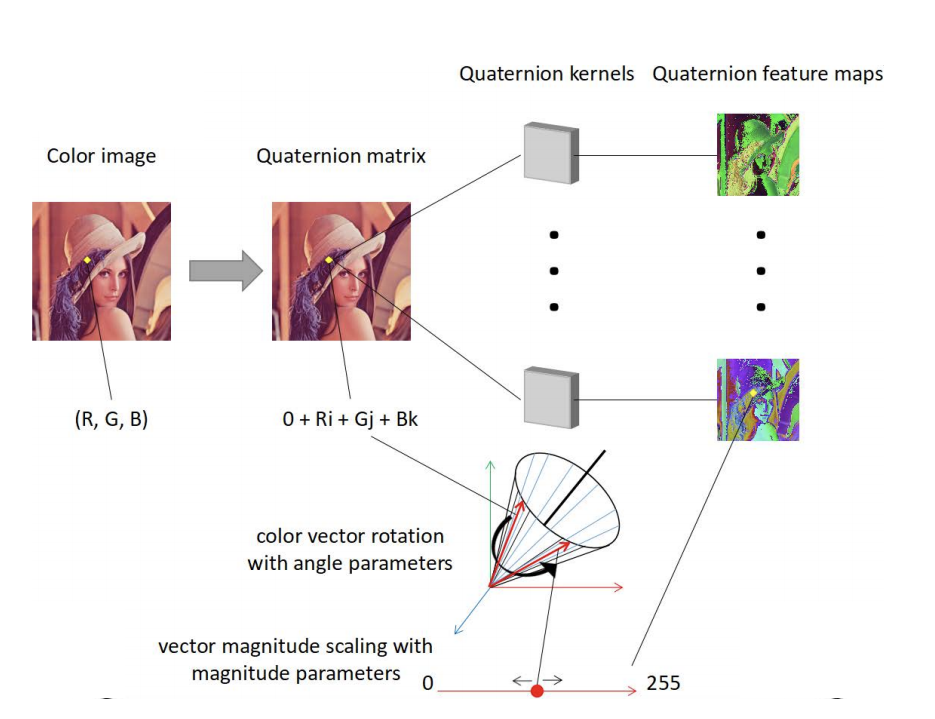 Quaternion kernels
Quaternion feature maps
Color image
Quaternion matrix
(R, G, B)
0 + Ri + Gj + Bk
color vector rotation
with angle parameters
vector magnitude scaling with
magnitude parameters
0
255